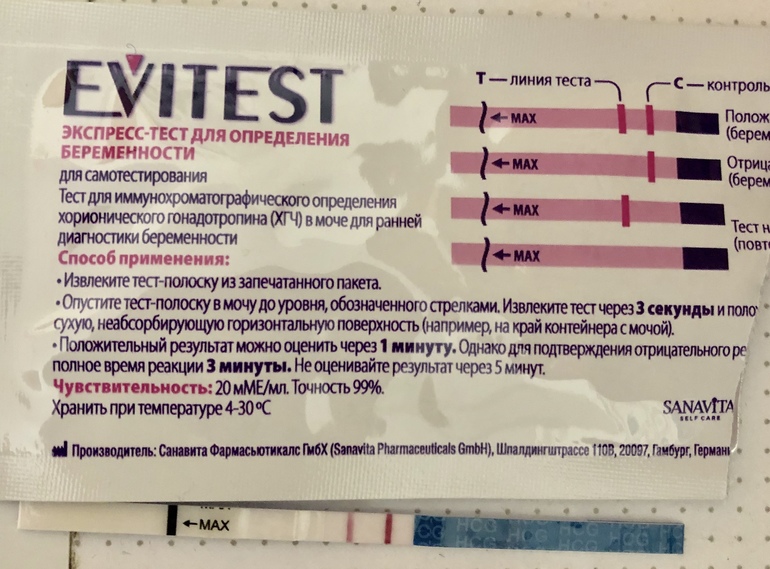 EVITEST
ЭКСПРЕСС-ТЕСТ ДЛЯ ОПРЕДЕЛЕНИЯ
БЕРЕМЕННОСТИ
для самотестирования
Тест для иммунохроматографического определения
хорионического гонадотропина (ХГЧ) в моче для ранней
диагностики беременности
Т — линия теста
С — контроль
MAX
Полож
(берем
MAX
Отрица
(берем
MAX
Тест н
(повто
MAX
Способ применения:
• Извлеките тест-полоску из запечатанного пакета.
• Опустите тест-полоску в мочу до уровня, обозначенного стрелками. Извлеките тест через 3 секунды и поло
сухую, неабсорбирующую горизонтальную поверхность (например, на край контейнера с мочой).
• Положительный результат можно оценить через 1 минуту. Однако для подтверждения отрицательного ре
полное время реакции 3 минуты. Не оценивайте результат через 5 минут.
Чувствительность: 20 мМЕ/мл. Точность 99%.
Хранить при температуре 4-30 ºС
SANAVITA
SELF CARE
Производитель: Санавита Фармасьютикалс ГмбХ (Sanavita Pharmaceuticals GmbH), Шпалдингштрассе 110В, 20097, Гамбург, Германи
MAX
HCG HCG HCG HCG